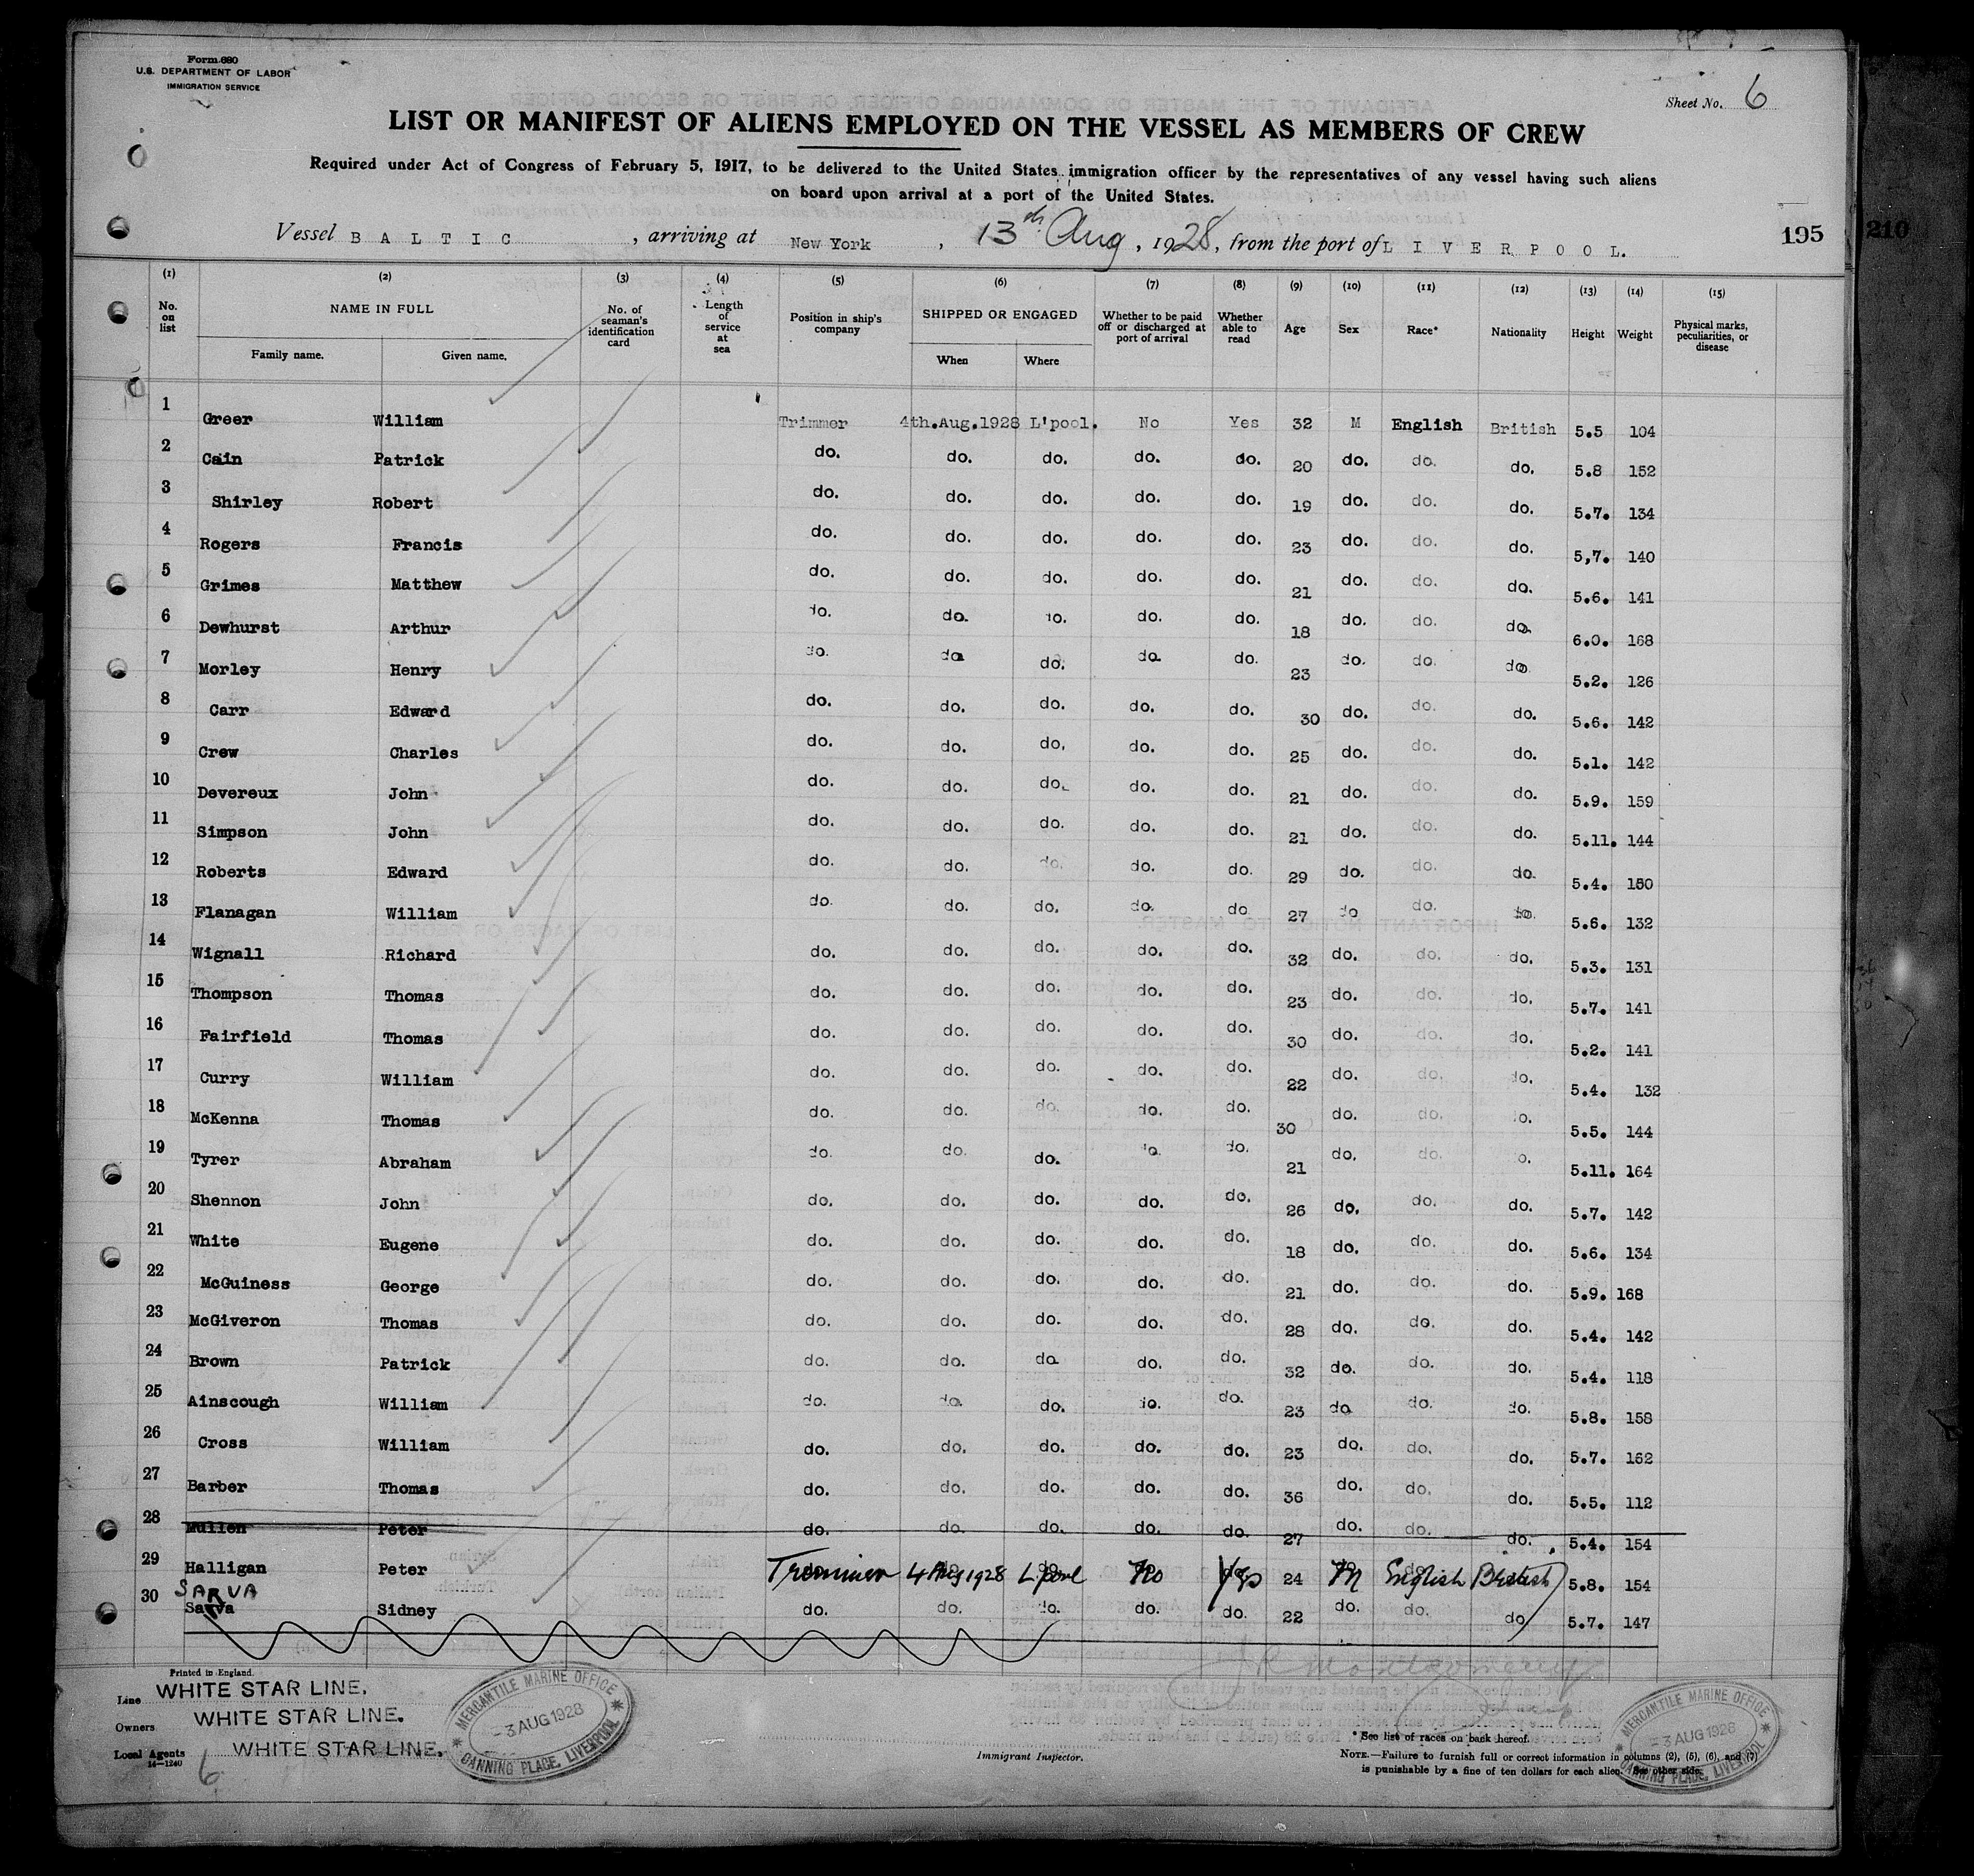 Form 680
U.S. DEPARTMENT OF LABOR
IMMIGRATION SERVICE
Sheet No. 6
LIST OR MANIFEST OF ALIENS EMPLOYED ON THE VESSEL AS MEMBERS OF CREW
Required under Act of Congress of February 5, 1917, to be delivered to the United States immigration officer by the representatives of any vessel having such aliens
on board upon arrival at a port of the United States.
Vessel BALTIC, arriving at New York, 13th Aug, 1928, from the port of LIVERPOOL. 195 210
(1) (2) (3) (4) (5) (6) (7) (8) (9) (10) (11) (12) (13) (14) (15)
No. on list NAME IN FULL Family name. Given name. No. of seaman's identification card Length of service at sea Position in ship's company SHIPPED OR ENGAGED When Where Whether to be paid off or discharged at port of arrival Whether able to read Age Sex Race* Nationality Height Weight Physical marks, peculiarities, or disease
1 Greer William Trimmer 4th.Aug.1928 L'pool. No Yes 32 M English British 5.5 104
2 Cain Patrick do. do. do. do. do. 20 do. do. do. 5.8 152
3 Shirley Robert do. do. do. do. do. 19 do. do. do. 5.7. 134
4 Rogers Francis do. do. do. do. do. 23 do. do. do. 5,7. 140
5 Grimes Matthew do. do. do. do. do. 21 do. do. do. 5.6. 141
6 Dewhurst Arthur do. do. do. do. do. 18 do. do. do. 6.0. 168
7 Morley Henry do. do. do. do. do. 23 do. do. do. 5.2. 126
8 Carr Edward do. do. do. do. do. 30 do. do. do. 5.6. 142
9 Crew Charles do. do. do, do. do. 25 do. do. do. 5.1. 142
10 Devereux John do. do. do. do. do. 21 do. do. do. 5.9. 159
11 Simpson John do. do. do. do. do. 21 do. do. do. 5.11. 144
12 Roberts Edward do. do. do. do. do. 29 do. do. do. 5.4. 150
13 Flanagan William do. do. do. do. do 27 do do. do. 5.6. 132
14 Wignall Richard do. do. do. do. do. 32 do. do. do. 5.3. 131
15 Thompson Thomas do. do. do. do. do. 23 do. do. do. 5.7. 141
16 Fairfield Thomas do. do. do. do. do. 30 do. do. do. 5.2. 141
17 Curry William do. do. do. do. do. 22 do. do. do. 5.4. 132
18 McKenna Thomas do. do. do. do. do. 30 do. do. do. 5.5. 144
19 Tyrer Abraham do. do. do. do. do. 21 do. do. do. 5.11. 164
20 Shennon John do. do. do. do. do. 26 do. do. do. 5.7. 142
21 White Eugene do. do. do. do. do. 18 do. do. do. 5.6. 134
22 McGuiness George do. do. do. do. do. 21 do. do. do. 5.9. 168
23 McGiveron Thomas do. do. do. do. do. 28 do. do. do. 5.4. 142
24 Brown Patrick do. do. do. do. do. 32 do. do. do. 5.4. 118
25 Ainscough William do. do. do. do. do. 23 do do. do. 5.8. 158
26 Cross William do. do. do. do. do. 23 do. do. do. 5.7. 162
27 Barber Thomas do. do. do. do. do. 36 do. do. do. 5.5. 112
28 Mullen Peter do. do. do. do. do. 27 do. do. do. 5.4. 154
29 Halligan Peter Trimmer 4 Aug 1928 L'pool No Yes 24 M English British 5.8. 154
SARVA
30 Sarva Sidney do. do. do. do. do. 22 do. do. do 5.7. 147
Printed in England.
Line WHITE STAR LINE.
Owners WHITE STAR LINE.
Local Agents WHITE STAR LINE.
14—1240
6
MERCANTILE MARINE OFFICE
-3 AUG 1928
CANNING PLACE, LIVERPOOL
Immigrant Inspector.
* See list of races on back hereof.
NOTE.—Failure to furnish full or correct information in columns (2), (5), (6), and (7)
is punishable by a fine of ten dollars for each alien. See other side.
MERCANTILE MARINE OFFICE
-3 AUG 1928
CANNING PLACE, LIVERPOOL